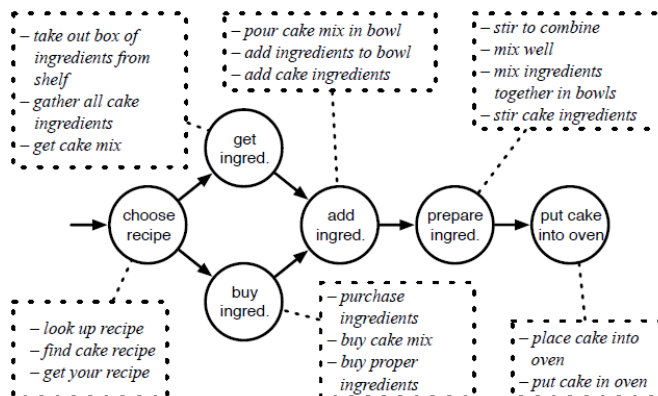 – take out box of
ingredients from
shelf
– gather all cake
ingredients
– get cake mix
– pour cake mix in bowl
– add ingredients to bowl
– add cake ingredients
– stir to combine
– mix well
– mix ingredients
together in bowls
– stir cake ingredients
get
ingred.
choose
recipe
add
ingred.
prepare
ingred.
put cake
into oven
buy
ingred.
– look up recipe
– find cake recipe
– get your recipe
– purchase
ingredients
– buy cake mix
– buy proper
ingredients
– place cake into
oven
– put cake in oven